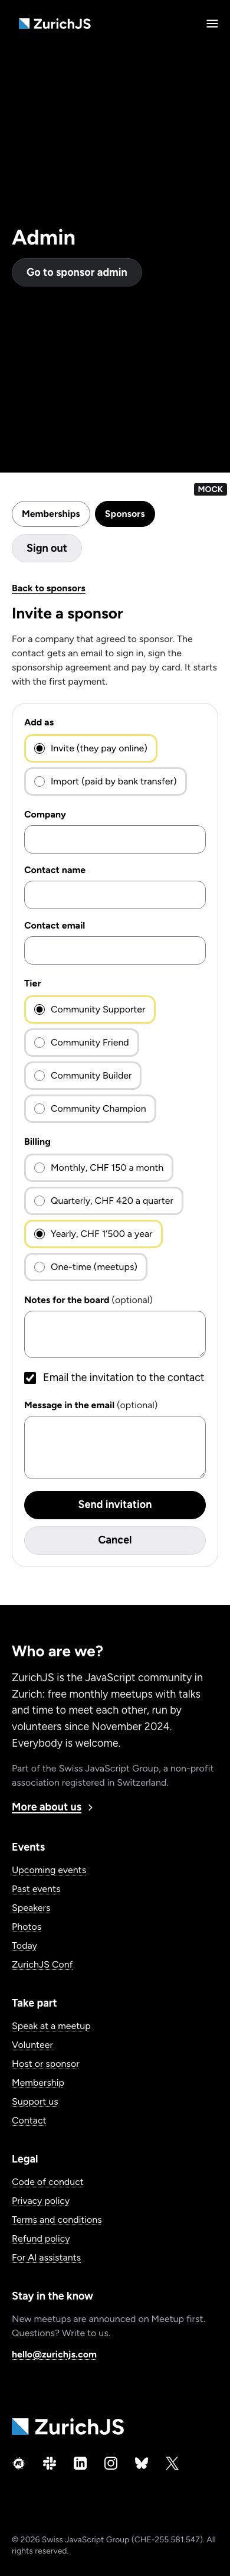 ZurichJS
Admin
Go to sponsor admin
MOCK
Memberships
Sponsors
Sign out
Back to sponsors
Invite a sponsor
For a company that agreed to sponsor. The
contact gets an email to sign in, sign the
sponsorship agreement and pay by card. It starts
with the first payment.
Add as
Invite (they pay online)
Import (paid by bank transfer)
Company
Contact name
Contact email
Tier
Community Supporter
Community Friend
Community Builder
Community Champion
Billing
Monthly, CHF 150 a month
Quarterly, CHF 420 a quarter
Yearly, CHF 1'500 a year
One-time (meetups)
Notes for the board (optional)
Email the invitation to the contact
Message in the email (optional)
Send invitation
Cancel
Who are we?
ZurichJS is the JavaScript community in
Zurich: free monthly meetups with talks
and time to meet each other, run by
volunteers since November 2024.
Everybody is welcome.
Part of the Swiss JavaScript Group, a non-profit
association registered in Switzerland.
More about us
Events
Upcoming events
Past events
Speakers
Photos
Today
ZurichJS Conf
Take part
Speak at a meetup
Volunteer
Host or sponsor
Membership
Support us
Contact
Legal
Code of conduct
Privacy policy
Terms and conditions
Refund policy
For AI assistants
Stay in the know
New meetups are announced on Meetup first.
Questions? Write to us.
hello@zurichjs.com
ZurichJS
© 2026 Swiss JavaScript Group (CHE-255.581.547). All
rights reserved.